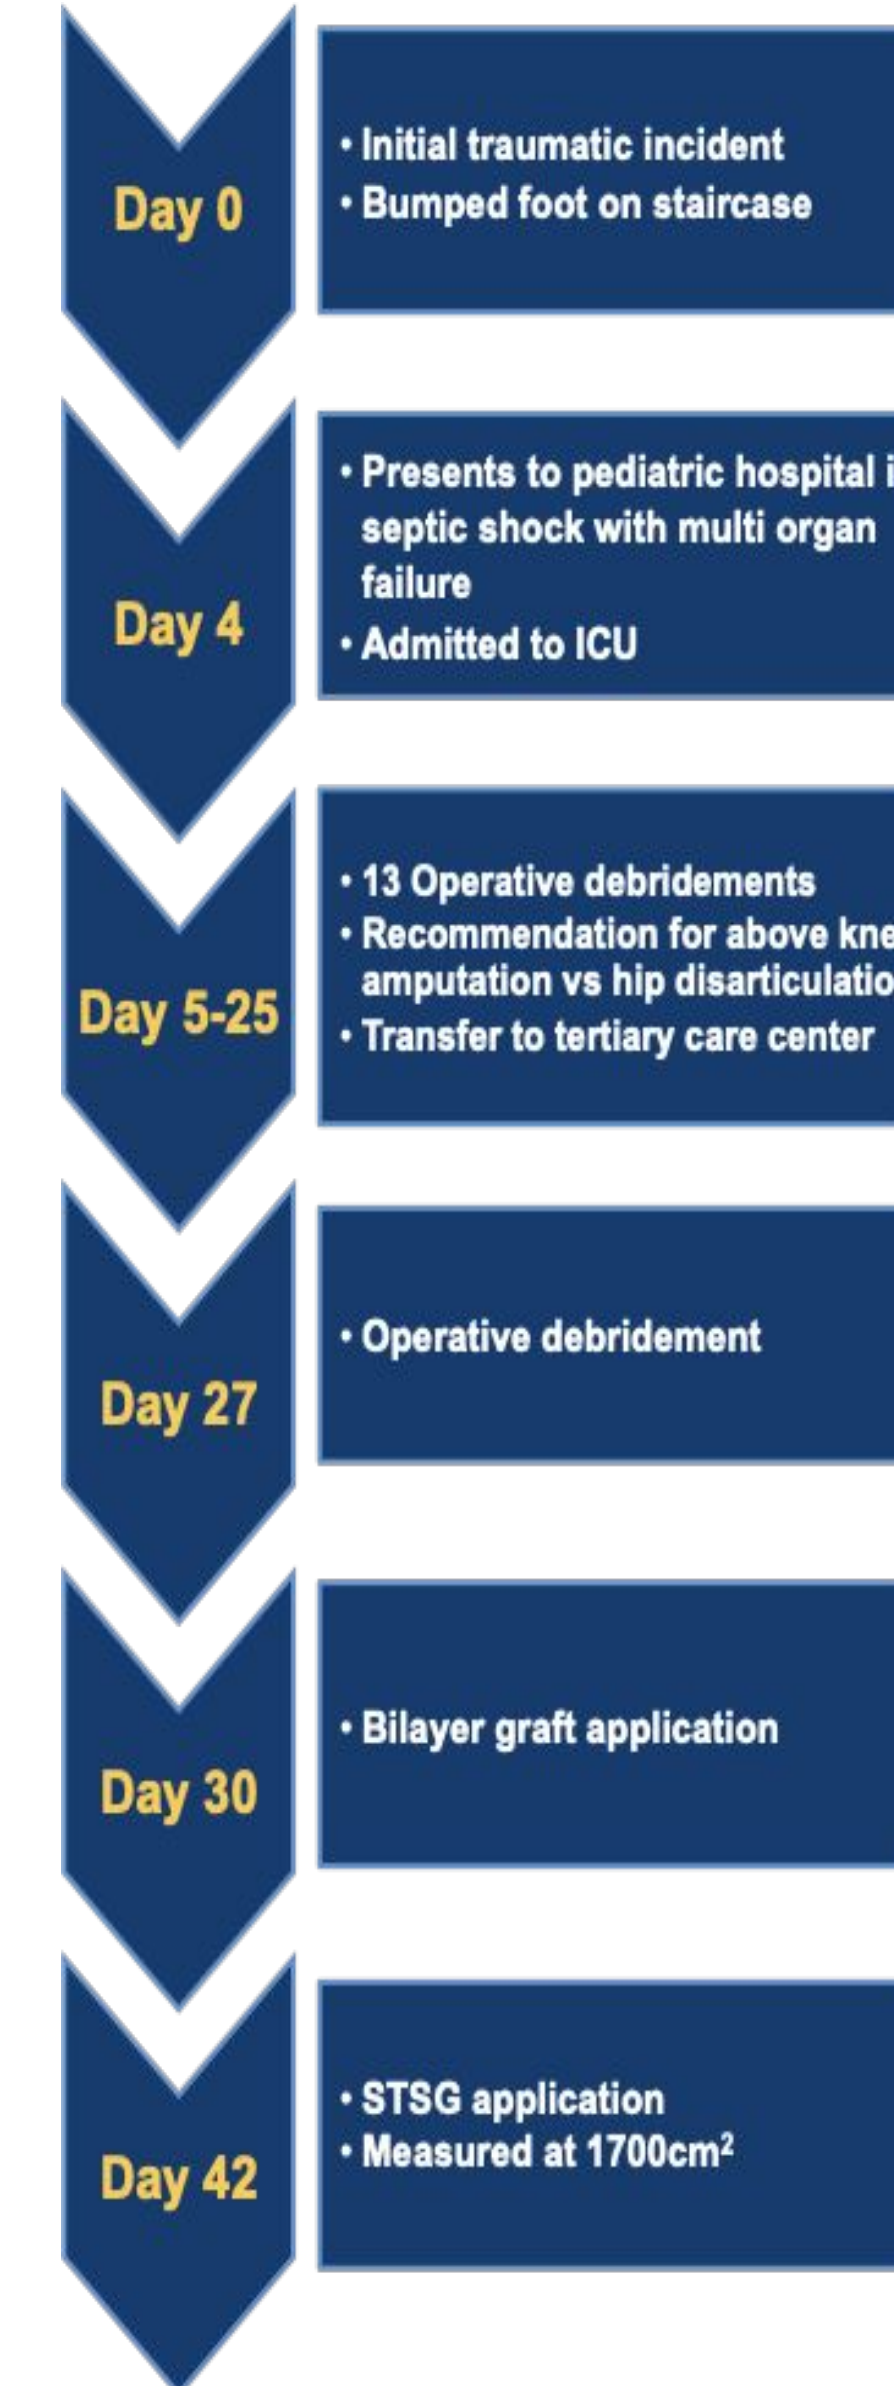 Day 0
• Initial traumatic incident
• Bumped foot on staircase
Day 4
• Presents to pediatric hospital i
septic shock with multi organ
failure
• Admitted to ICU
Day 5-25
• 13 Operative debridements
• Recommendation for above kne
amputation vs hip disarticulatio
• Transfer to tertiary care center
Day 27
• Operative debridement
Day 30
• Bilayer graft application
Day 42
• STSG application
• Measured at 1700cm²